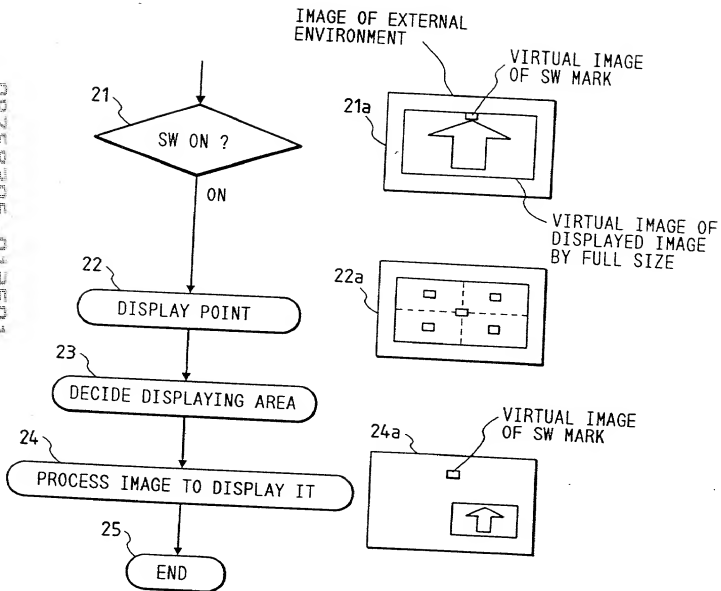 IMAGE OF EXTERNAL
ENVIRONMENT
VIRTUAL IMAGE
OF SW MARK
21
21a
SW ON ?
ON
VIRTUAL IMAGE OF
DISPLAYED IMAGE
BY FULL SIZE
22
22a
DISPLAY POINT
23
DECIDE DISPLAYING AREA
VIRTUAL IMAGE
OF SW MARK
24
24a
PROCESS IMAGE TO DISPLAY IT
25
END